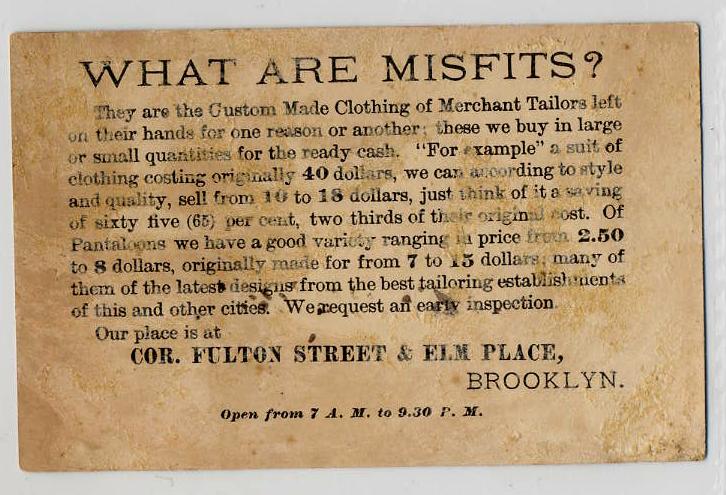 WHAT ARE MISFITS?
They are the Custom Made Clothing of Merchant Tailors left
on their hands for one reason or another; these we buy in large
or small quantities for the ready cash. "For example" a suit of
clothing costing originally 40 dollars, we can according to style
and quality, sell from 10 to 18 dollars, just think of it a saving
of sixty five (65) per cent, two thirds of their original cost. Of
Pantaloons we have a good variety ranging in price from 2.50
to 8 dollars, originally made for from 7 to 15 dollars, many of
them of the latest designs from the best tailoring establishments
of this and other cities. We request an early inspection.
Our place is at
COR. FULTON STREET & ELM PLACE,
BROOKLYN.
Open from 7 A. M. to 9.30 P. M.